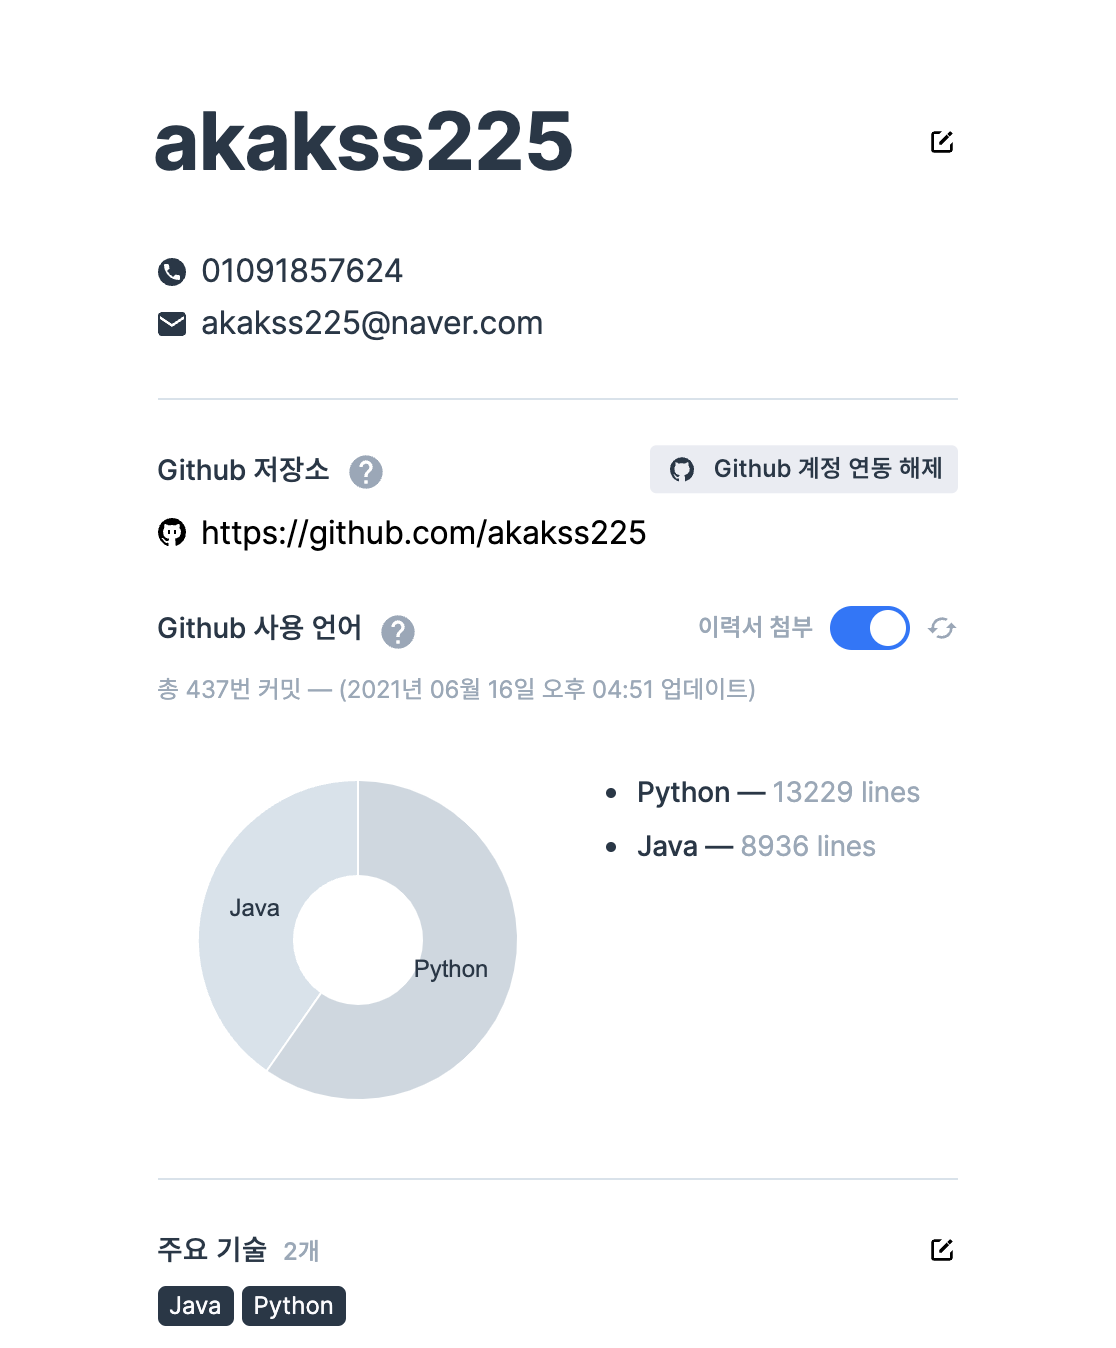 akakss225
01091857624
akakss225@naver.com
Github 저장소 ? Github 계정 연동 해제
https://github.com/akakss225
Github 사용 언어 ? 이력서 첨부
총 437번 커밋 — (2021년 06월 16일 오후 04:51 업데이트)
Python — 13229 lines
Java — 8936 lines
Java
Python
주요 기술 2개
Java Python